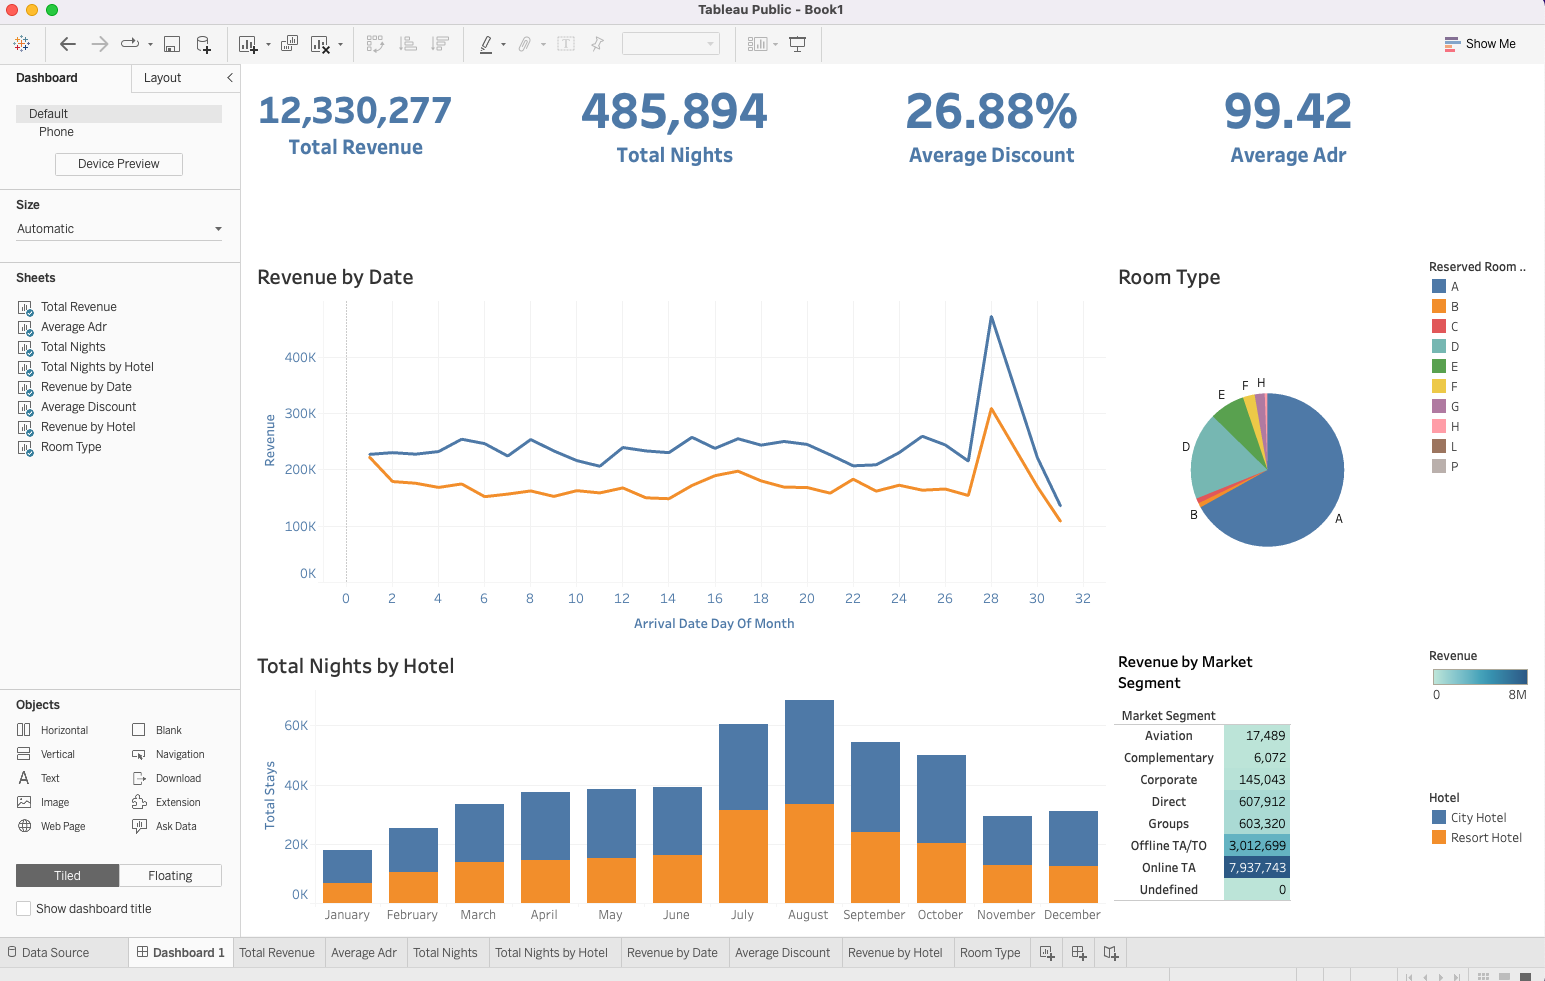 Tableau Public - Book1
Show Me
Dashboard
Layout
Default
Phone
Device Preview
Size
Automatic
Sheets
Total Revenue
Average Adr
Total Nights
Total Nights by Hotel
Revenue by Date
Average Discount
Revenue by Hotel
Room Type
Objects
Horizontal
Blank
Vertical
Navigation
Text
Download
Image
Extension
Web Page
Ask Data
Tiled
Floating
Show dashboard title
12,330,277
Total Revenue
485,894
Total Nights
26.88%
Average Discount
99.42
Average Adr
Revenue by Date
400K
300K
200K
100K
0K
Revenue
0 2 4 6 8 10 12 14 16 18 20 22 24 26 28 30 32
Arrival Date Day Of Month
Room Type
H
F
E
D
B
A
Reserved Room ..
A
B
C
D
E
F
G
H
L
P
Total Nights by Hotel
60K
40K
20K
0K
Total Stays
January February March April May June July August September October November December
Revenue by Market
Segment
Market Segment
Aviation 17,489
Complementary 6,072
Corporate 145,043
Direct 607,912
Groups 603,320
Offline TA/TO 3,012,699
Online TA 7,937,743
Undefined 0
Revenue
0 8M
Hotel
City Hotel
Resort Hotel
Data Source
Dashboard 1
Total Revenue
Average Adr
Total Nights
Total Nights by Hotel
Revenue by Date
Average Discount
Revenue by Hotel
Room Type